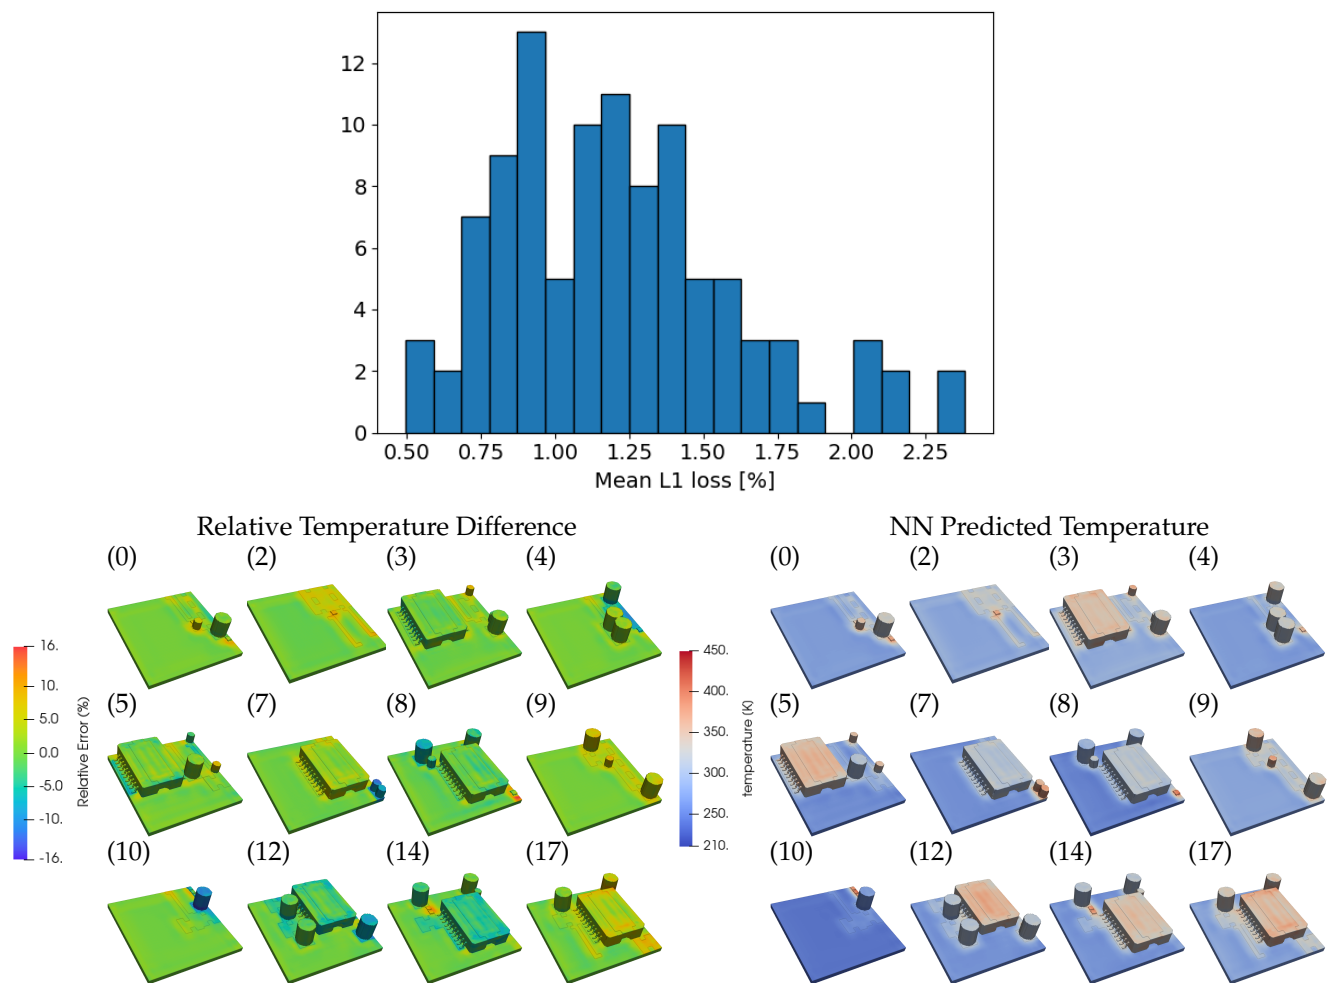 12
10
8
6
4
2
0
0.50 0.75 1.00 1.25 1.50 1.75 2.00 2.25
Mean L1 loss [%]
Relative Temperature Difference
(0) (2) (3) (4)
(5) (7) (8) (9)
(10) (12) (14) (17)
16.
10.
5.0
0.0
-5.0
-10.
-16.
Relative Error (%)
NN Predicted Temperature
(0) (2) (3) (4)
(5) (7) (8) (9)
(10) (12) (14) (17)
450.
400.
350.
300.
250.
210.
temperature (K)